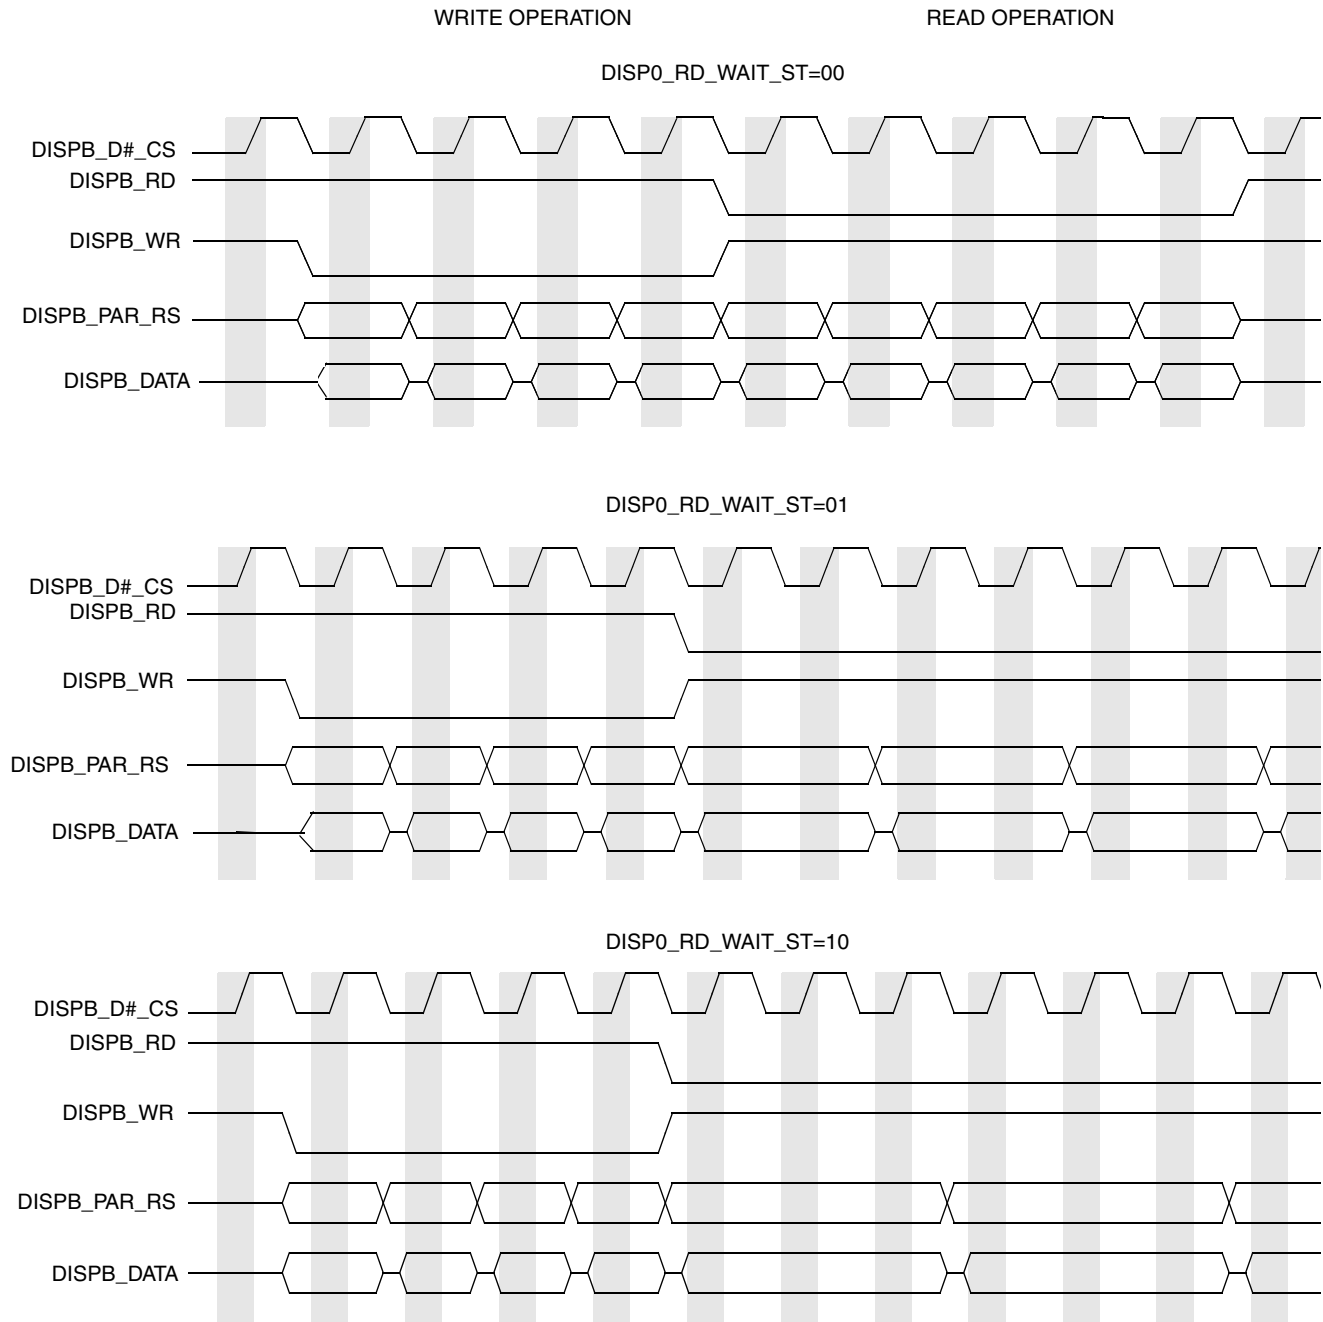 WRITE OPERATION READ OPERATION
DISP0_RD_WAIT_ST=00
DISPB_D#_CS
DISPB_RD
DISPB_WR
DISPB_PAR_RS
DISPB_DATA
DISP0_RD_WAIT_ST=01
DISPB_D#_CS
DISPB_RD
DISPB_WR
DISPB_PAR_RS
DISPB_DATA
DISP0_RD_WAIT_ST=10
DISPB_D#_CS
DISPB_RD
DISPB_WR
DISPB_PAR_RS
DISPB_DATA